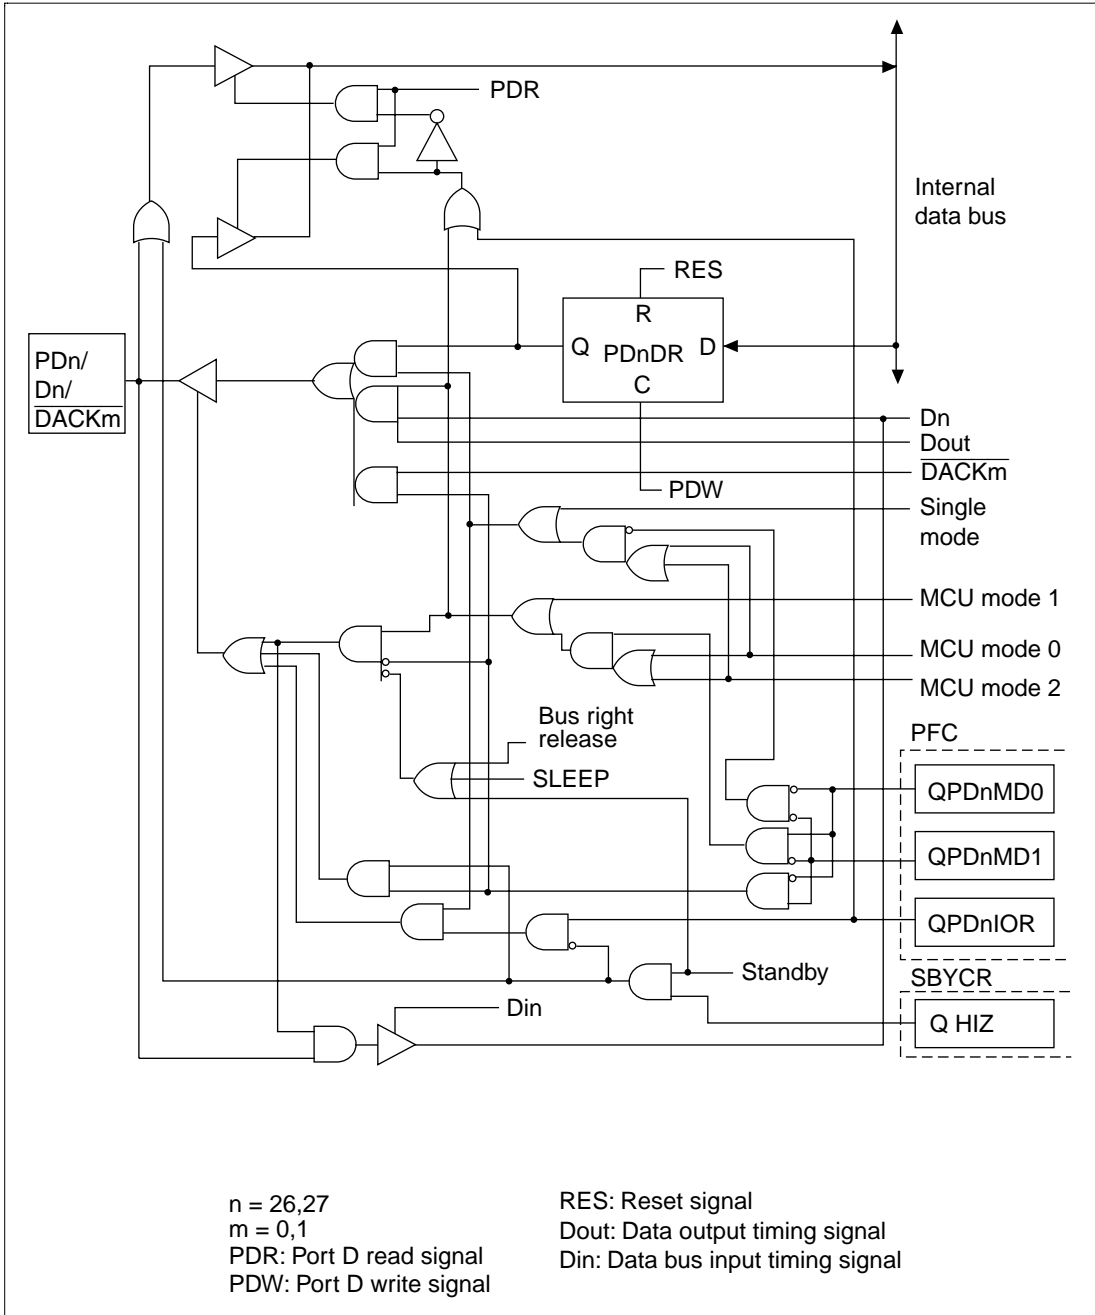 PDR
Internal
data bus
RES
R
Q PDnDR D
C
PDn/
Dn/
DACKm
Dn
Dout
DACKm
PDW
Single
mode
MCU mode 1
MCU mode 0
MCU mode 2
Bus right
release
SLEEP
PFC
QPDnMD0
QPDnMD1
QPDnIOR
Standby
SBYCR
Q HIZ
Din
n = 26,27
m = 0,1
PDR: Port D read signal
PDW: Port D write signal
RES: Reset signal
Dout: Data output timing signal
Din: Data bus input timing signal